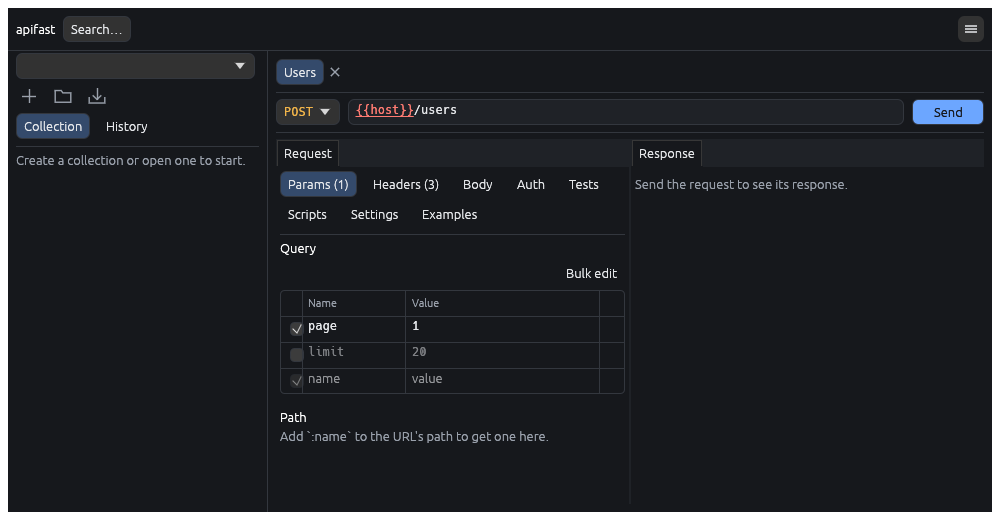 apifast Search…
Users
POST {{host}}/users Send
Collection History
Create a collection or open one to start.
Request
Params (1) Headers (3) Body Auth Tests
Scripts Settings Examples
Query
Bulk edit
Name Value
page 1
limit 20
name value
Path
Add `:name` to the URL's path to get one here.
Response
Send the request to see its response.